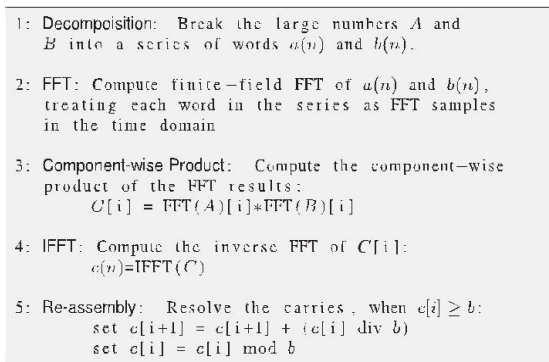 1: Decompoisition: Break the large numbers A and
B into a series of words a(n) and b(n).
2: FFT: Compute finite−field FFT of a(n) and b(n),
treating each word in the series as FFT samples
in the time domain
3: Component-wise Product: Compute the component−wise
product of the FFT results:
C[i] = FFT(A)[i]*FFT(B)[i]
4: IFFT: Compute the inverse FFT of C[i]:
c(n)=IFFT(C)
5: Re-assembly: Resolve the carries, when c[i] ≥ b:
set c[i+1] = c[i+1] + (c[i] div b)
set c[i] = c[i] mod b